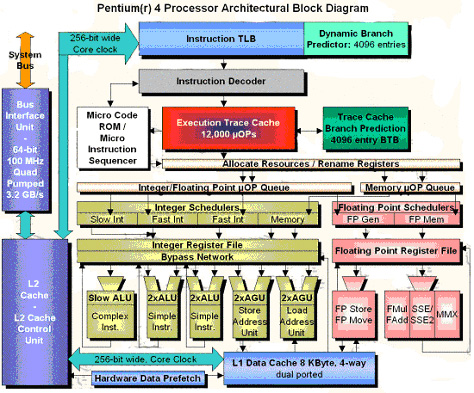 Pentium(r) 4 Processor Architectural Block Diagram
256-bit wide
Core clock
System
Bus
Instruction TLB
Dynamic Branch
Predictor: 4096 entries
Instruction Decoder
Bus
Interface
Unit
-
64-bit
100 MHz
Quad
Pumped
3.2 GB/s
Micro Code
ROM /
Micro
Instruction
Sequencer
Execution Trace Cache
12,000 µOPs
Trace Cache
Branch Prediction
4096 entry BTB
Allocate Resources / Rename Registers
Integer/Floating Point µOP Queue
Memory µOP Queue
Integer Schedulers
Slow Int
Fast Int
Fast Int
Memory
Floating Point Schedulers
FP Gen
FP Mem
Integer Register File
Bypass Network
Floating Point Register File
L2
Cache -
L2 Cache
Control
Unit
Slow ALU
Complex
Inst.
2xALU
Simple
Instr.
2xALU
Simple
Instr.
2xAGU
Store
Address
Unit
2xAGU
Load
Address
Unit
FP Store
FP Move
FMul
FAdd
SSE/
SSE2
MMX
256-bit wide, Core Clock
L1 Data Cache 8 KByte, 4-way
dual ported
Hardware Data Prefetch